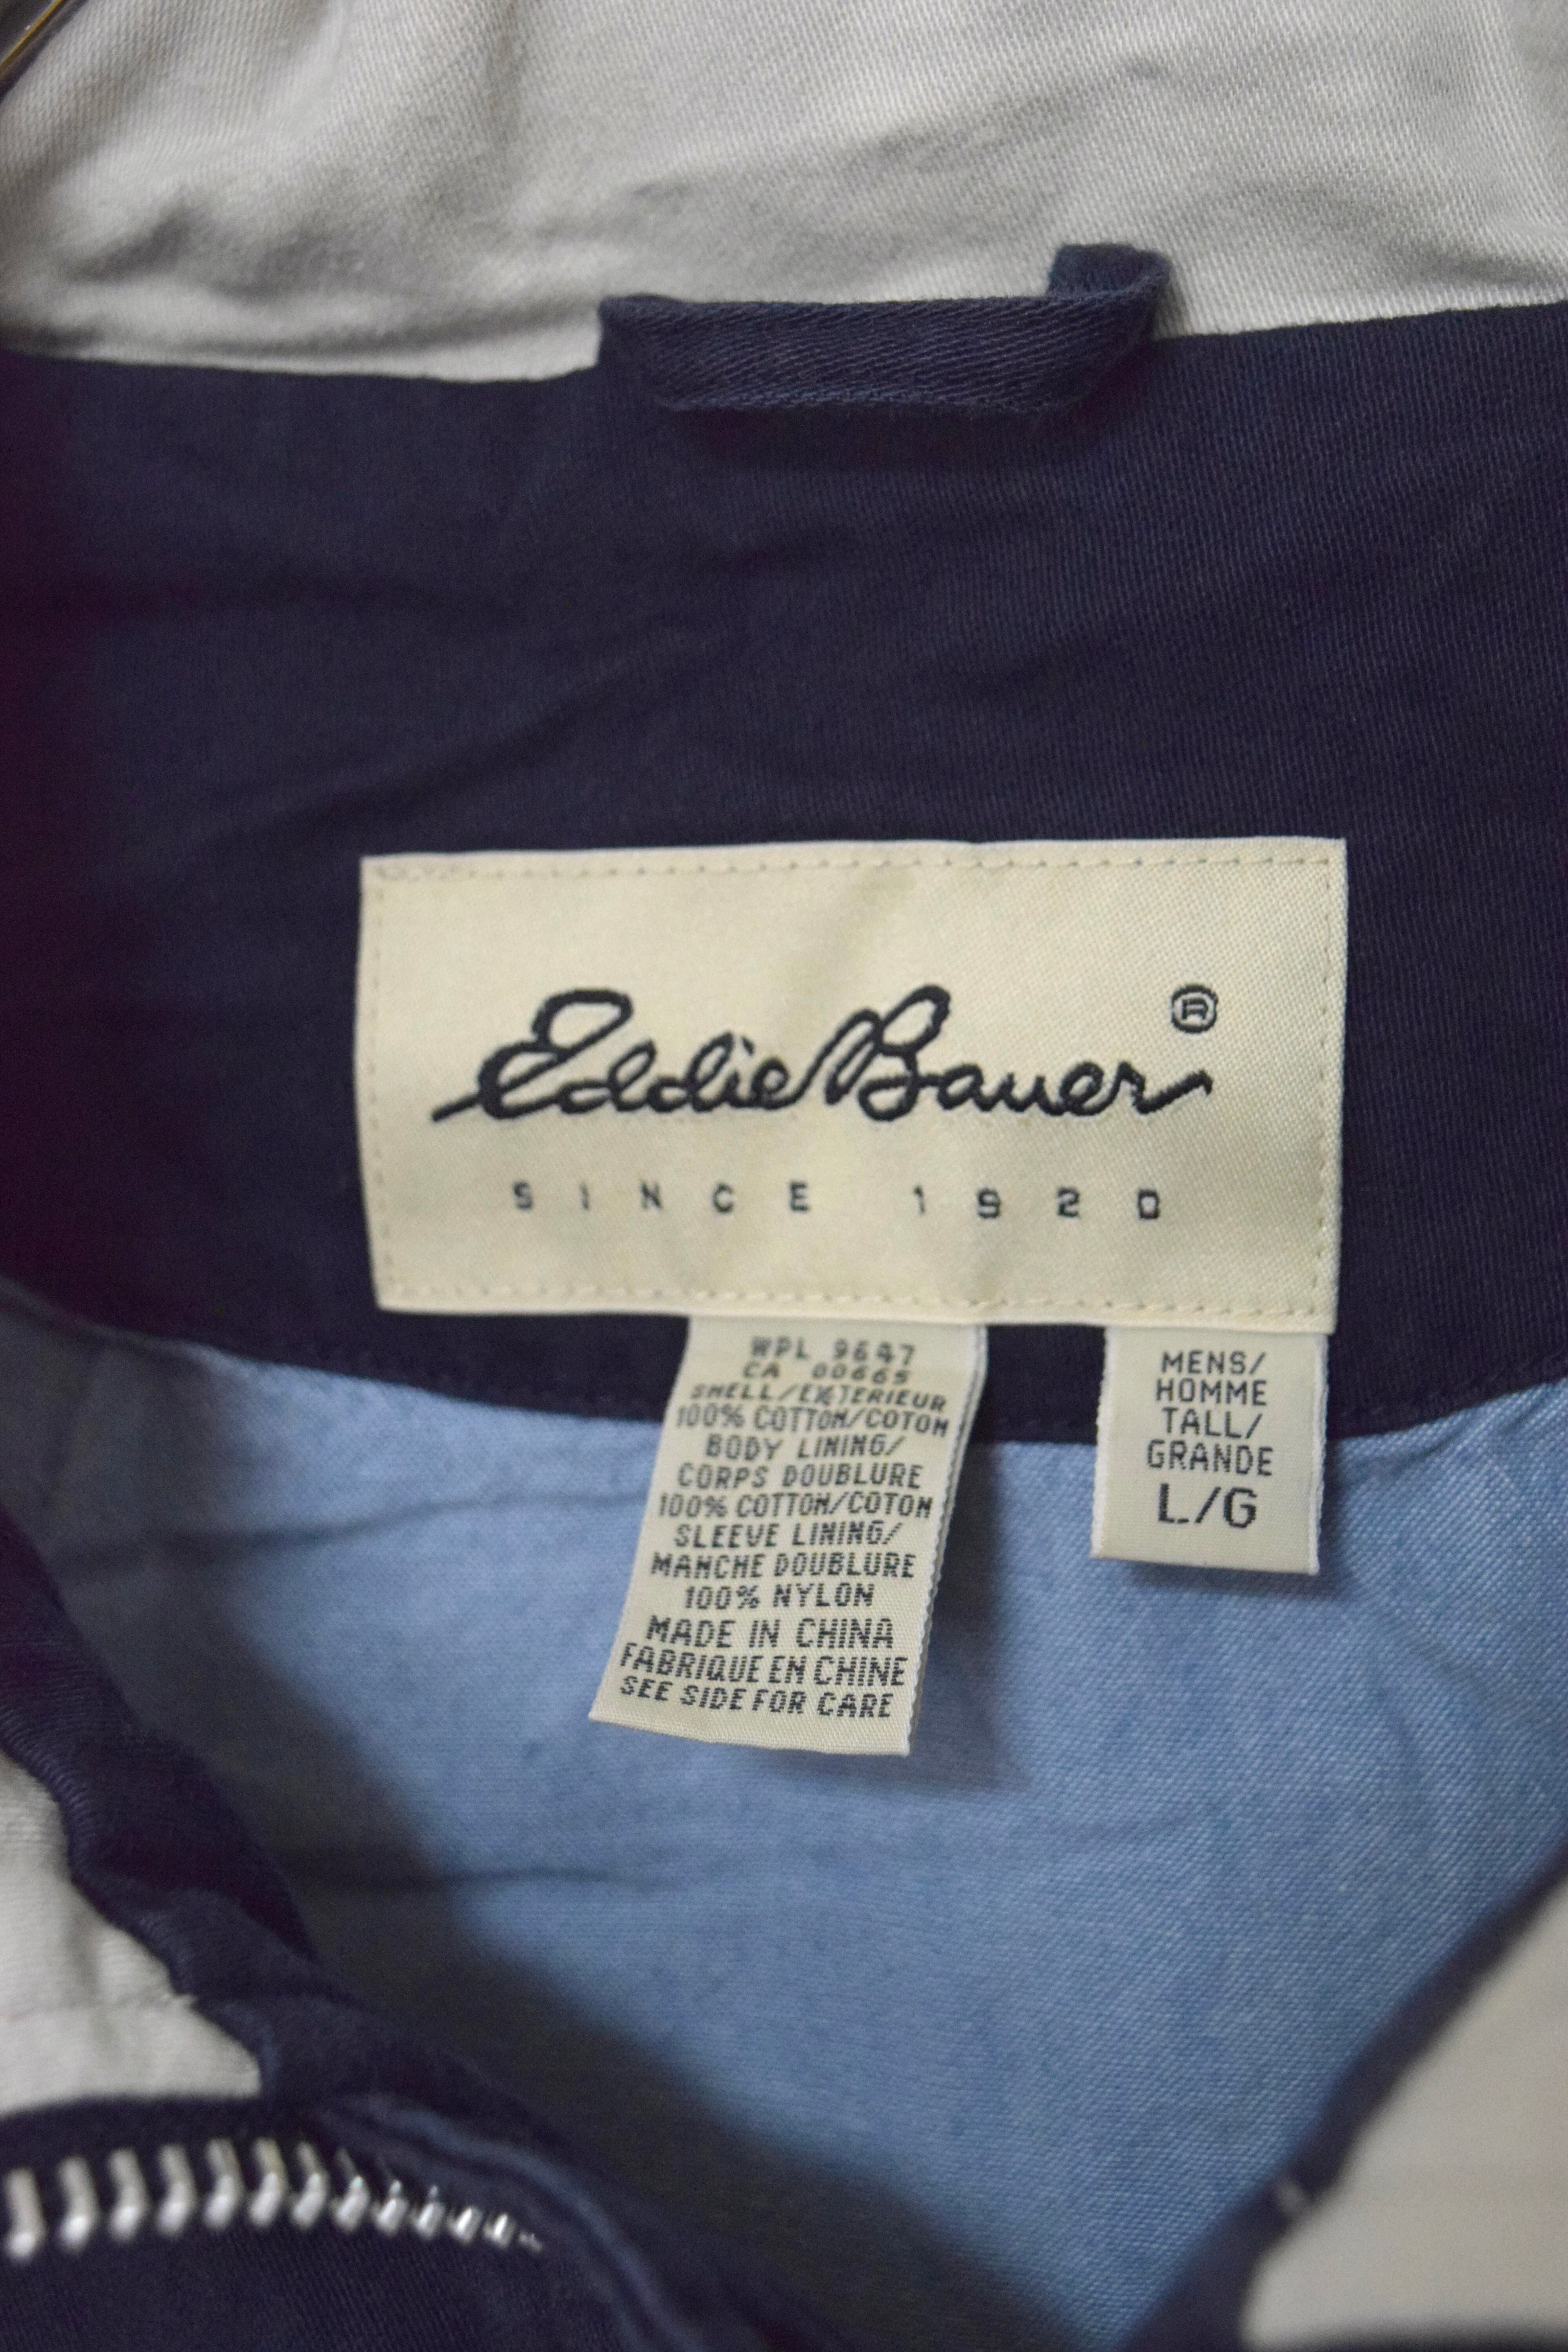 Eddie Bauer ®
SINCE 1920
WPL 9647
CA 00665
SHELL/EXTERIEUR
100% COTTON/COTON
BODY LINING/
CORPS DOUBLURE
100% COTTON/COTON
SLEEVE LINING/
MANCHE DOUBLURE
100% NYLON
MADE IN CHINA
FABRIQUE EN CHINE
SEE SIDE FOR CARE
MENS/
HOMME
TALL/
GRANDE
L/G